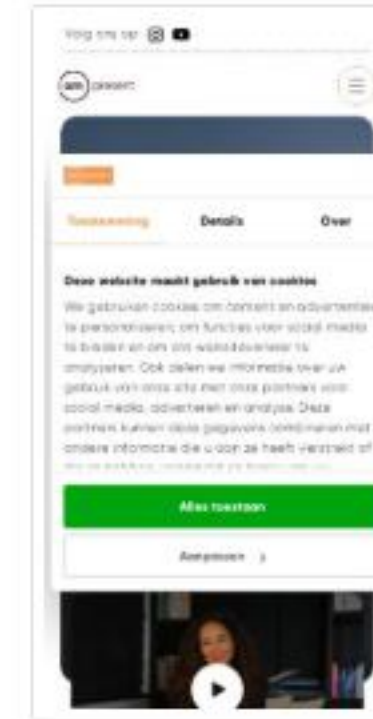 Volg ons op
am present
Toestemming Details Over
Deze website maakt gebruik van cookies
We gebruiken cookies om content en advertenties
te personaliseren, om functies voor social media
te bieden en om ons websiteverkeer te
analyseren. Ook delen we informatie over uw
gebruik van onze site met onze partners voor
social media, adverteren en analyse. Deze
partners kunnen deze gegevens combineren met
andere informatie die u aan ze heeft verstrekt of
Alles toestaan
Aanpassen